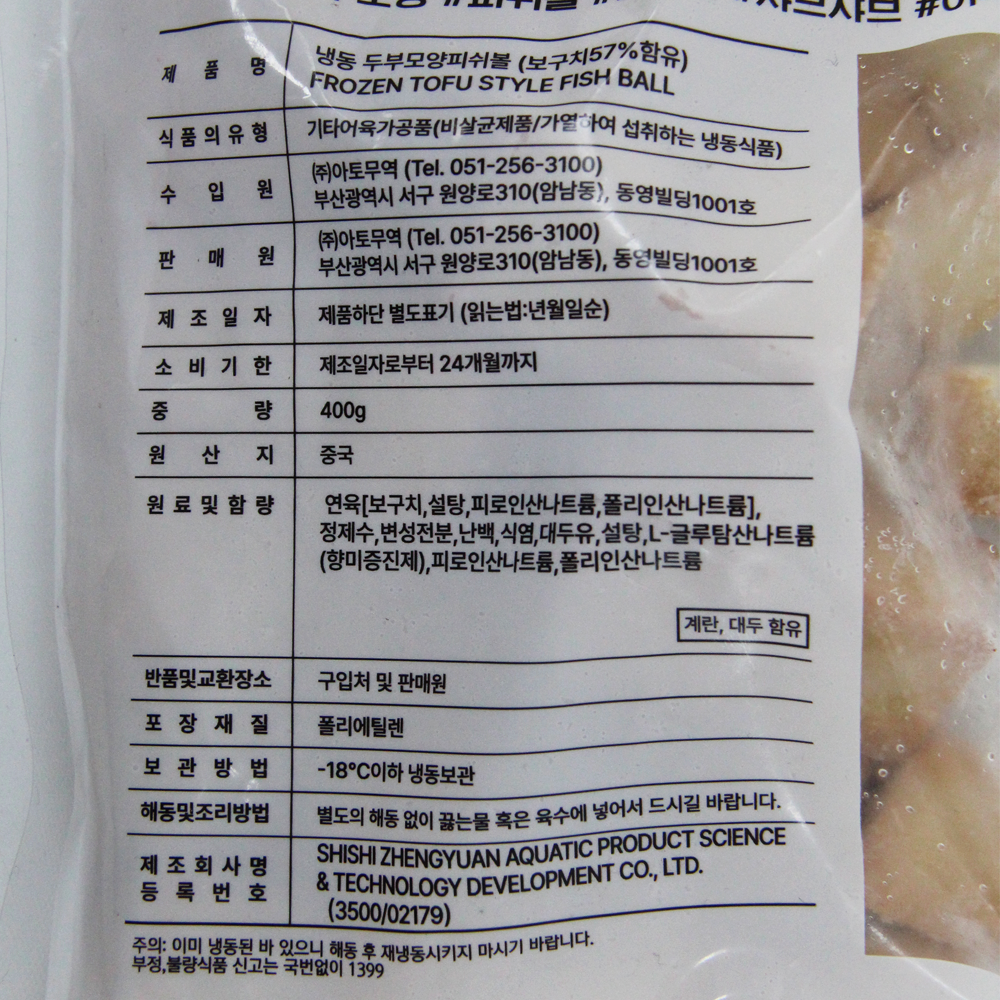 샤브샤브
제품명 냉동 두부모양피쉬볼 (보구치57%함유)
FROZEN TOFU STYLE FISH BALL
식품의유형 기타어육가공품(비살균제품/가열하여 섭취하는 냉동식품)
수입원 ㈜아토무역 (Tel. 051-256-3100)
부산광역시 서구 원양로310(암남동), 동영빌딩1001호
판매원 ㈜아토무역 (Tel. 051-256-3100)
부산광역시 서구 원양로310(암남동), 동영빌딩1001호
제조일자 제품하단 별도표기 (읽는법:년월일순)
소비기한 제조일자로부터 24개월까지
중량 400g
원산지 중국
원료및함량 연육[보구치,설탕,피로인산나트륨,폴리인산나트륨],
정제수,변성전분,난백,식염,대두유,설탕,L-글루탐산나트륨
(향미증진제),피로인산나트륨,폴리인산나트륨
계란, 대두 함유
반품및교환장소 구입처 및 판매원
포장재질 폴리에틸렌
보관방법 -18°C이하 냉동보관
해동및조리방법 별도의 해동 없이 끓는물 혹은 육수에 넣어서 드시길 바랍니다.
제조회사명 SHISHI ZHENGYUAN AQUATIC PRODUCT SCIENCE
등록번호 & TECHNOLOGY DEVELOPMENT CO., LTD.
(3500/02179)
주의: 이미 냉동된 바 있으니 해동 후 재냉동시키지 마시기 바랍니다.
부정,불량식품 신고는 국번없이 1399